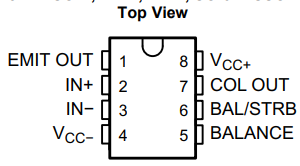 Top View
EMIT OUT 1 8 VCC+
IN+ 2 7 COL OUT
IN− 3 6 BAL/STRB
VCC− 4 5 BALANCE